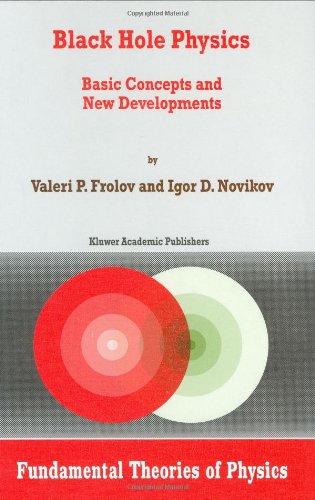 Black Hole Physics
Basic Concepts and
New Developments
by
Valeri P. Frolov and Igor D. Novikov
Kluwer Academic Publishers
Fundamental Theories of Physics